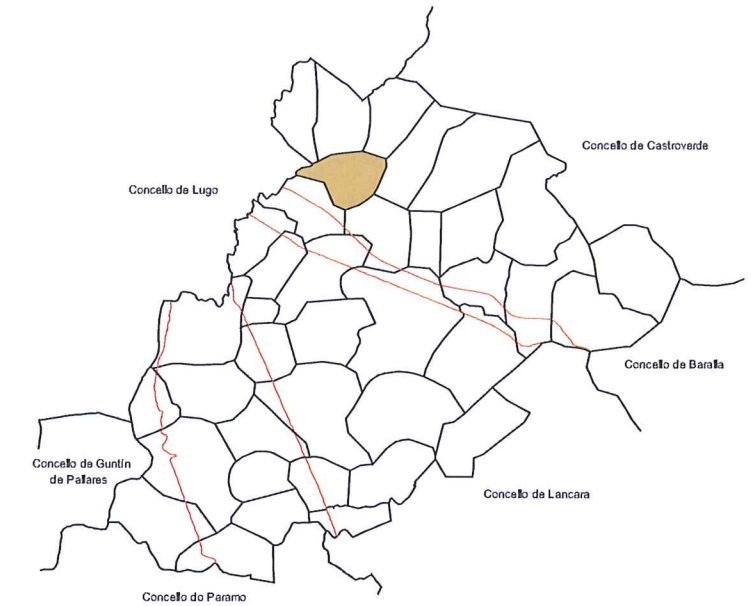 Concello de Castroverde
Concello de Lugo
Concello de Baralla
Concello de Guntín
de Pallares
Concello de Lancara
Concello do Paramo